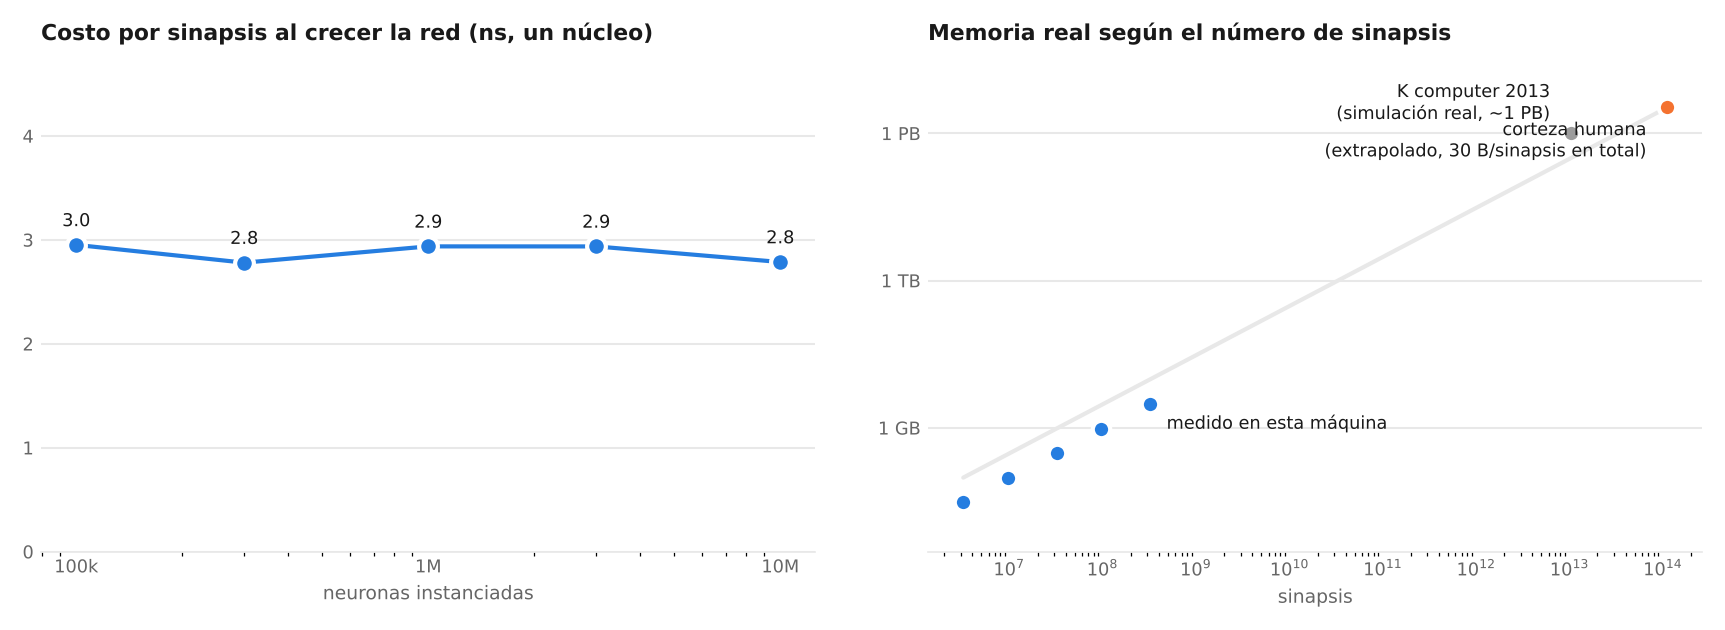 Costo por sinapsis al crecer la red (ns, un núcleo)
4
3
2
1
0
3.0
2.8
2.9
2.9
2.8
100k
1M
10M
neuronas instanciadas
Memoria real según el número de sinapsis
K computer 2013
(simulación real, ~1 PB)
corteza humana
(extrapolado, 30 B/sinapsis en total)
1 PB
1 TB
1 GB
medido en esta máquina
10⁷
10⁸
10⁹
10¹⁰
10¹¹
10¹²
10¹³
10¹⁴
sinapsis